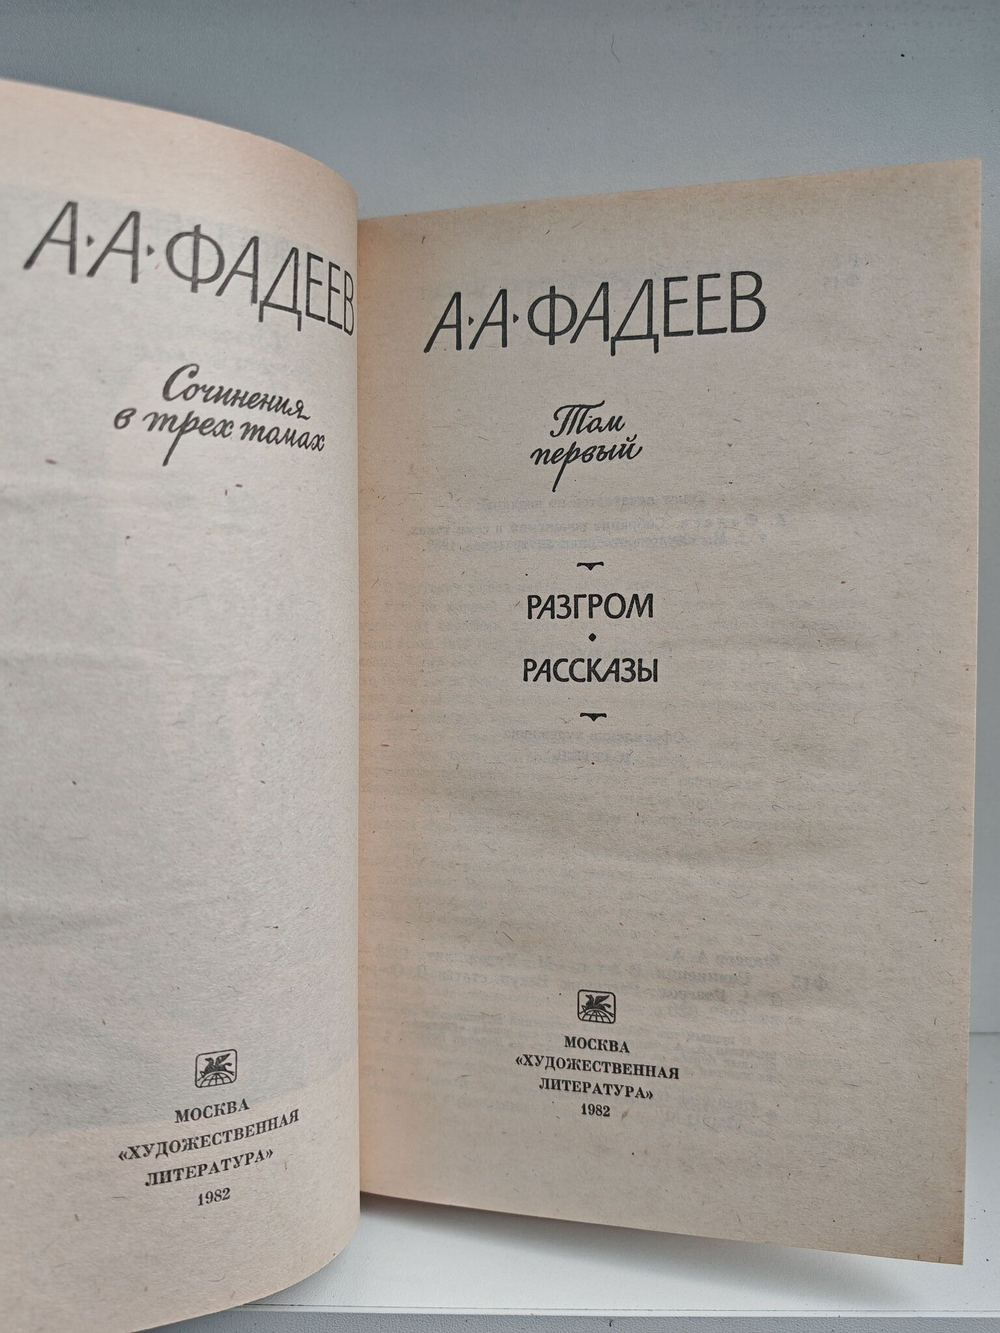 А·А·ФАДЕЕВ
Сочинения
в трех томах
МОСКВА
«ХУДОЖЕСТВЕННАЯ
ЛИТЕРАТУРА»
1982
А·А·ФАДЕЕВ
Том
первый
РАЗГРОМ
•
РАССКАЗЫ
МОСКВА
«ХУДОЖЕСТВЕННАЯ
ЛИТЕРАТУРА»
1982